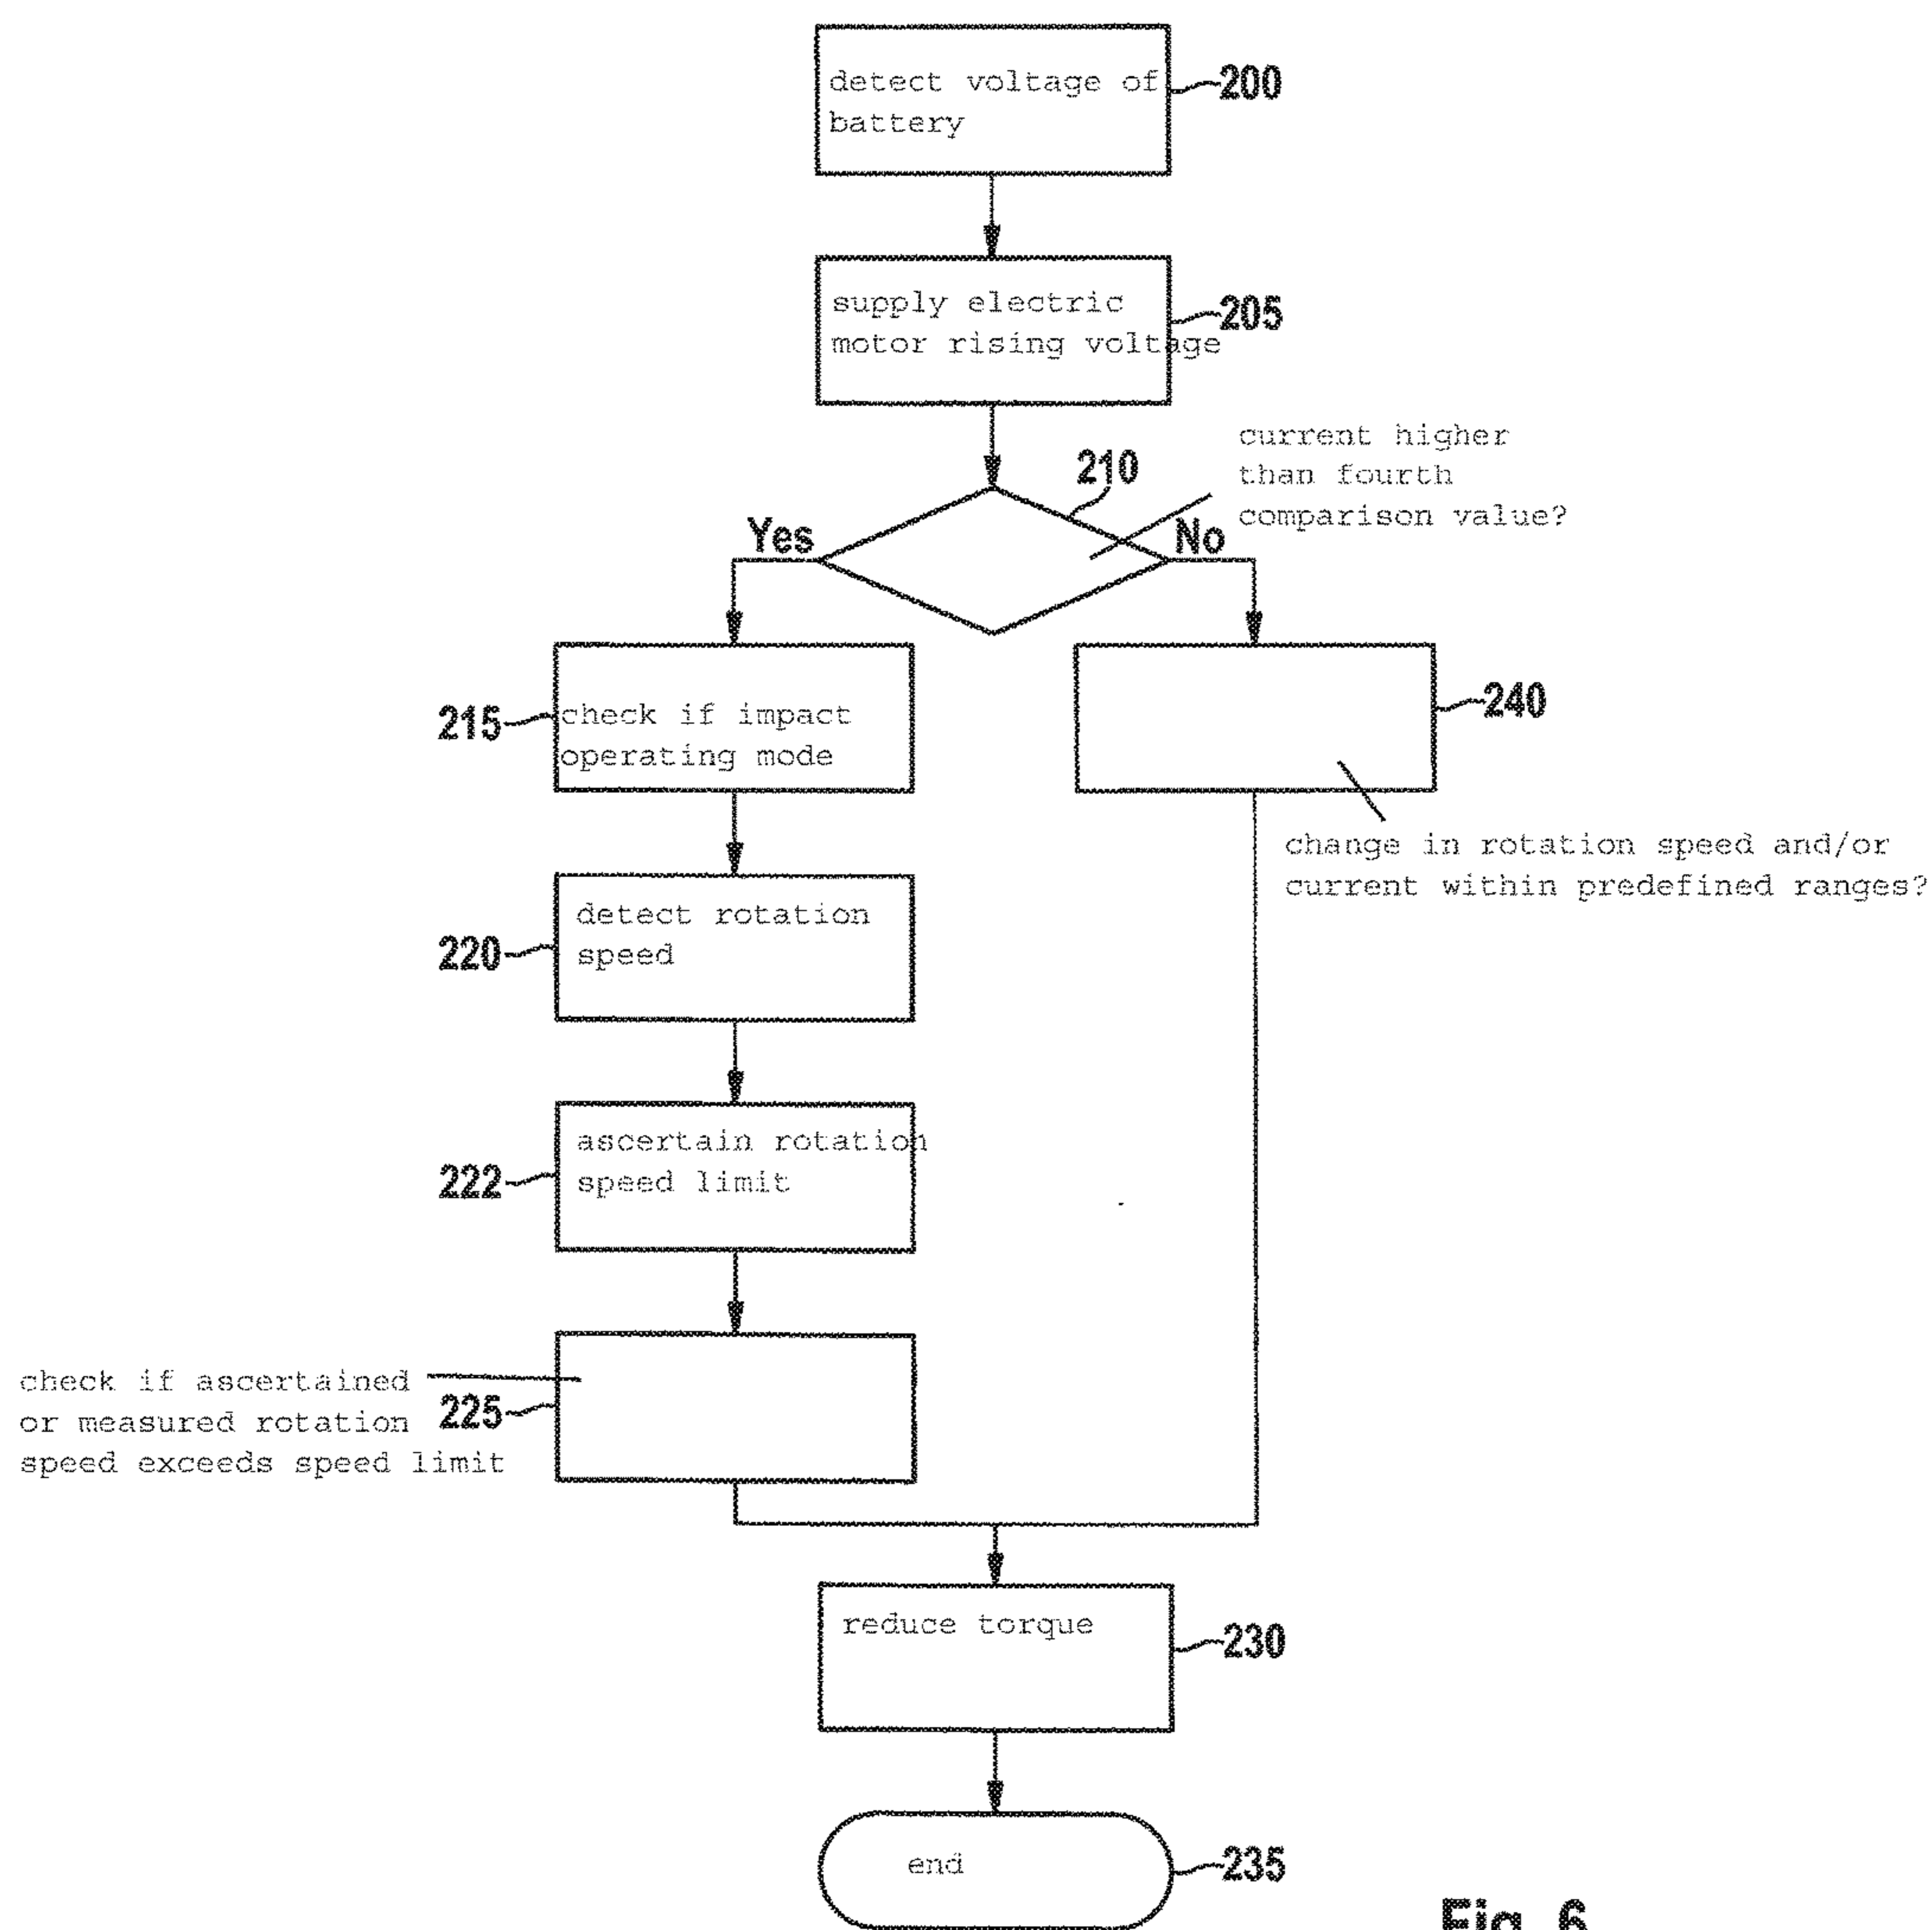 detect voltage of
battery
200
supply electric
motor rising voltage
205
current higher
than fourth
comparison value?
210
Yes
No
215
check if impact
operating mode
240
change in rotation speed and/or
current within predefined ranges?
220
detect rotation
speed
222
ascertain rotation
speed limit
check if ascertained
or measured rotation
speed exceeds speed limit
225
reduce torque
230
end
235
Fig. 6